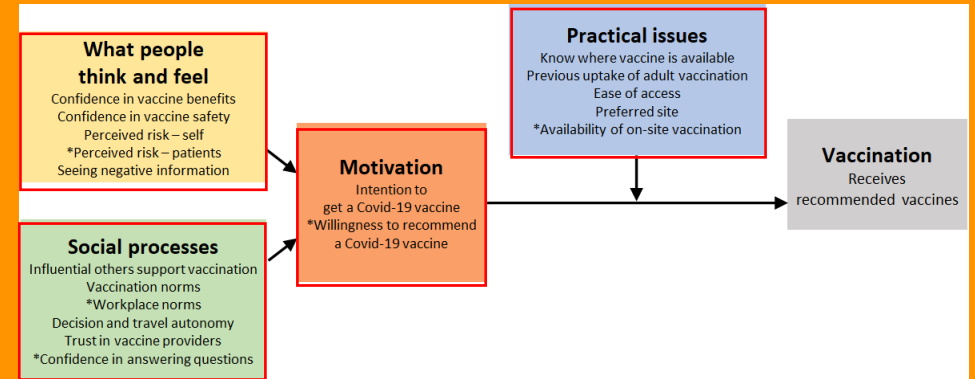 What people
think and feel
Confidence in vaccine benefits
Confidence in vaccine safety
Perceived risk – self
*Perceived risk – patients
Seeing negative information
Social processes
Influential others support vaccination
Vaccination norms
*Workplace norms
Decision and travel autonomy
Trust in vaccine providers
*Confidence in answering questions
Motivation
Intention to
get a Covid-19 vaccine
*Willingness to recommend
a Covid-19 vaccine
Practical issues
Know where vaccine is available
Previous uptake of adult vaccination
Ease of access
Preferred site
*Availability of on-site vaccination
Vaccination
Receives
recommended vaccines